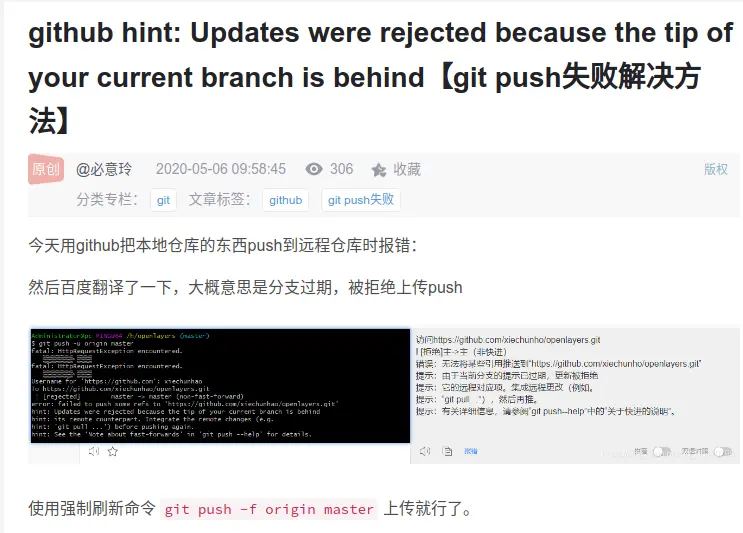 github hint: Updates were rejected because the tip of
your current branch is behind【git push失败解决方
法】
原创 @必意玲 2020-05-06 09:58:45 306 收藏 版权
分类专栏： git 文章标签： github git push失败
今天用github把本地仓库的东西push到远程仓库时报错：
然后百度翻译了一下，大概意思是分支过期，被拒绝上传push
/h/openlayers (master)
$ git push -u origin master
fatal: HttpRequestException encountered.
fatal: HttpRequestException encountered.
Username for 'https://github.com': xiechunhao
To https://github.com/xiechunho/openlayers.git
! [rejected] master -> master (non-fast-forward)
error: failed to push some refs to 'https://github.com/xiechunho/openlayers.git'
hint: Updates were rejected because the tip of your current branch is behind
hint: its remote counterpart. Integrate the remote changes (e.g.
hint: 'git pull ...') before pushing again.
hint: See the 'Note about fast-forwards' in 'git push --help' for details.
访问https://github.com/xiechunho/openlayers.git
! [拒绝]主->主（非快进）
错误：无法将某些引用推送到“https://github.com/xiechunho/openlayers.git”
提示：由于当前分支的提示已过期，更新被拒绝
提示：它的远程对应项。集成远程更改（例如。
提示：“git pull…”），然后再推。
提示：有关详细信息，请参阅“git push--help”中的“关于快进的说明”。
报错 双语对照
使用强制刷新命令 git push -f origin master 上传就行了。